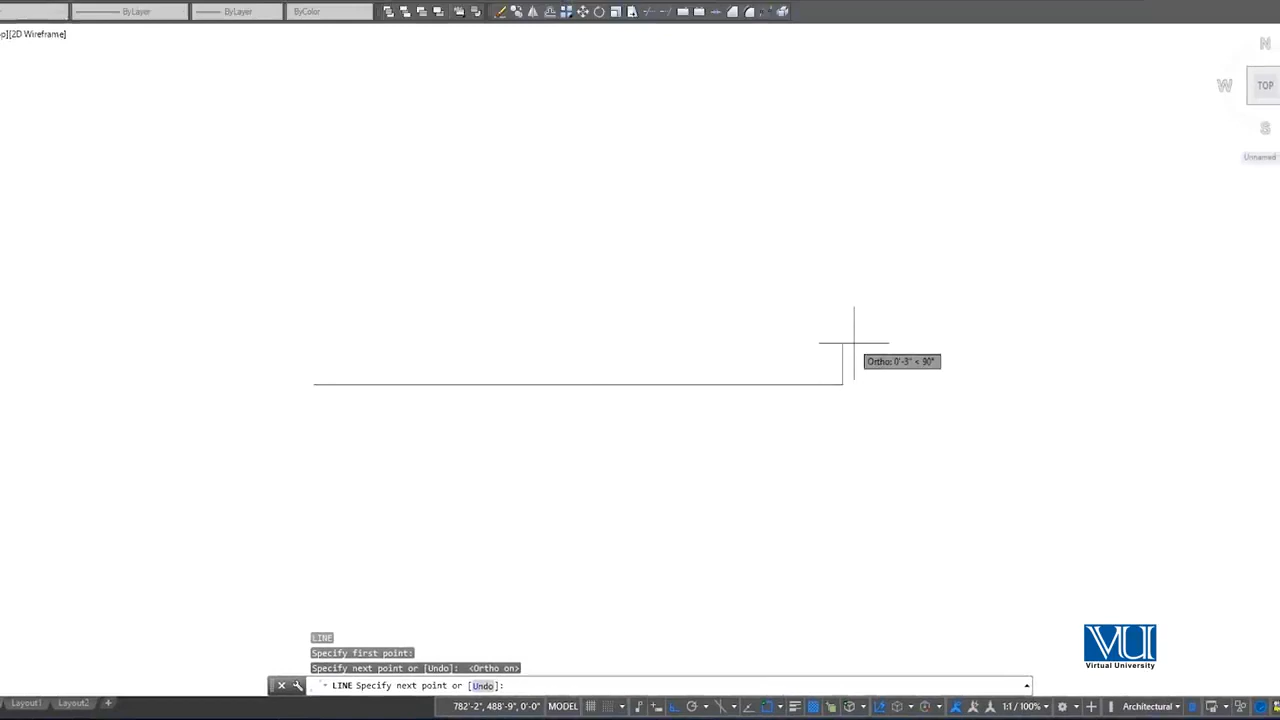 ByLayer ByLayer ByColor
p][2D Wireframe]
N
W TOP
S
Unnamed
Ortho: 0'-3" < 90°
LINE
Specify first point:
Specify next point or [Undo]: <Ortho on>
LINE Specify next point or [Undo]:
VU
Virtual University
Layout1 Layout2 + 782'-2", 488'-9", 0'-0" MODEL 1:1 / 100% Architectural